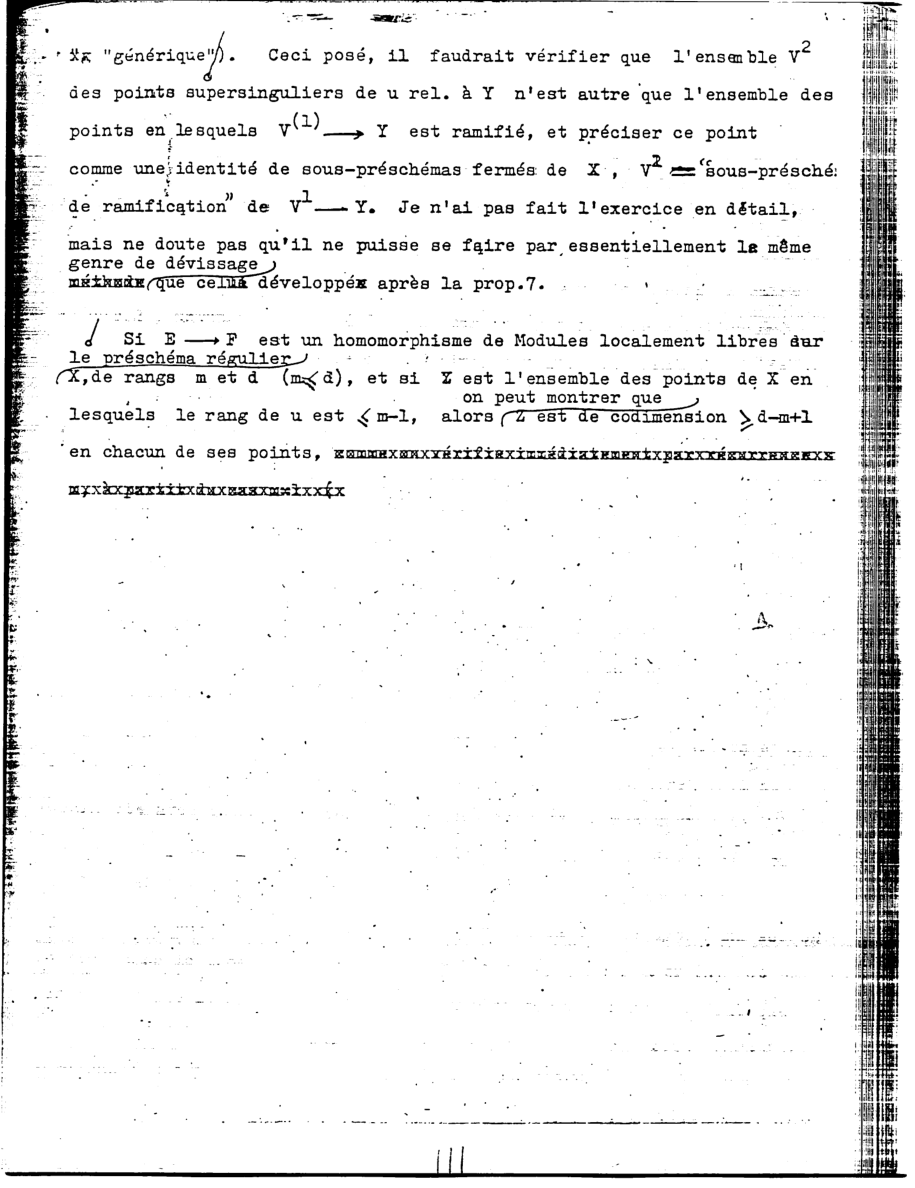 "générique"). Ceci posé, il faudrait vérifier que l'ensemble V²
des points supersinguliers de u rel. à Y n'est autre que l'ensemble des
points en lesquels V⁽¹⁾ ⟶ Y est ramifié, et préciser ce point
comme une identité de sous-préschémas fermés de X , V² = "sous-présché
de ramification" de V¹ — Y. Je n'ai pas fait l'exercice en détail,
mais ne doute pas qu'il ne puisse se faire par essentiellement le même
genre de dévissage
que celui développé après la prop.7.
Si E ⟶ F est un homomorphisme de Modules localement libres sur
le préschéma régulier
X, de rangs m et d (m ≤ d), et si Z est l'ensemble des points de X en
on peut montrer que
lesquels le rang de u est ≤ m-1, alors Z est de codimension ≥ d-m+1
en chacun de ses points,